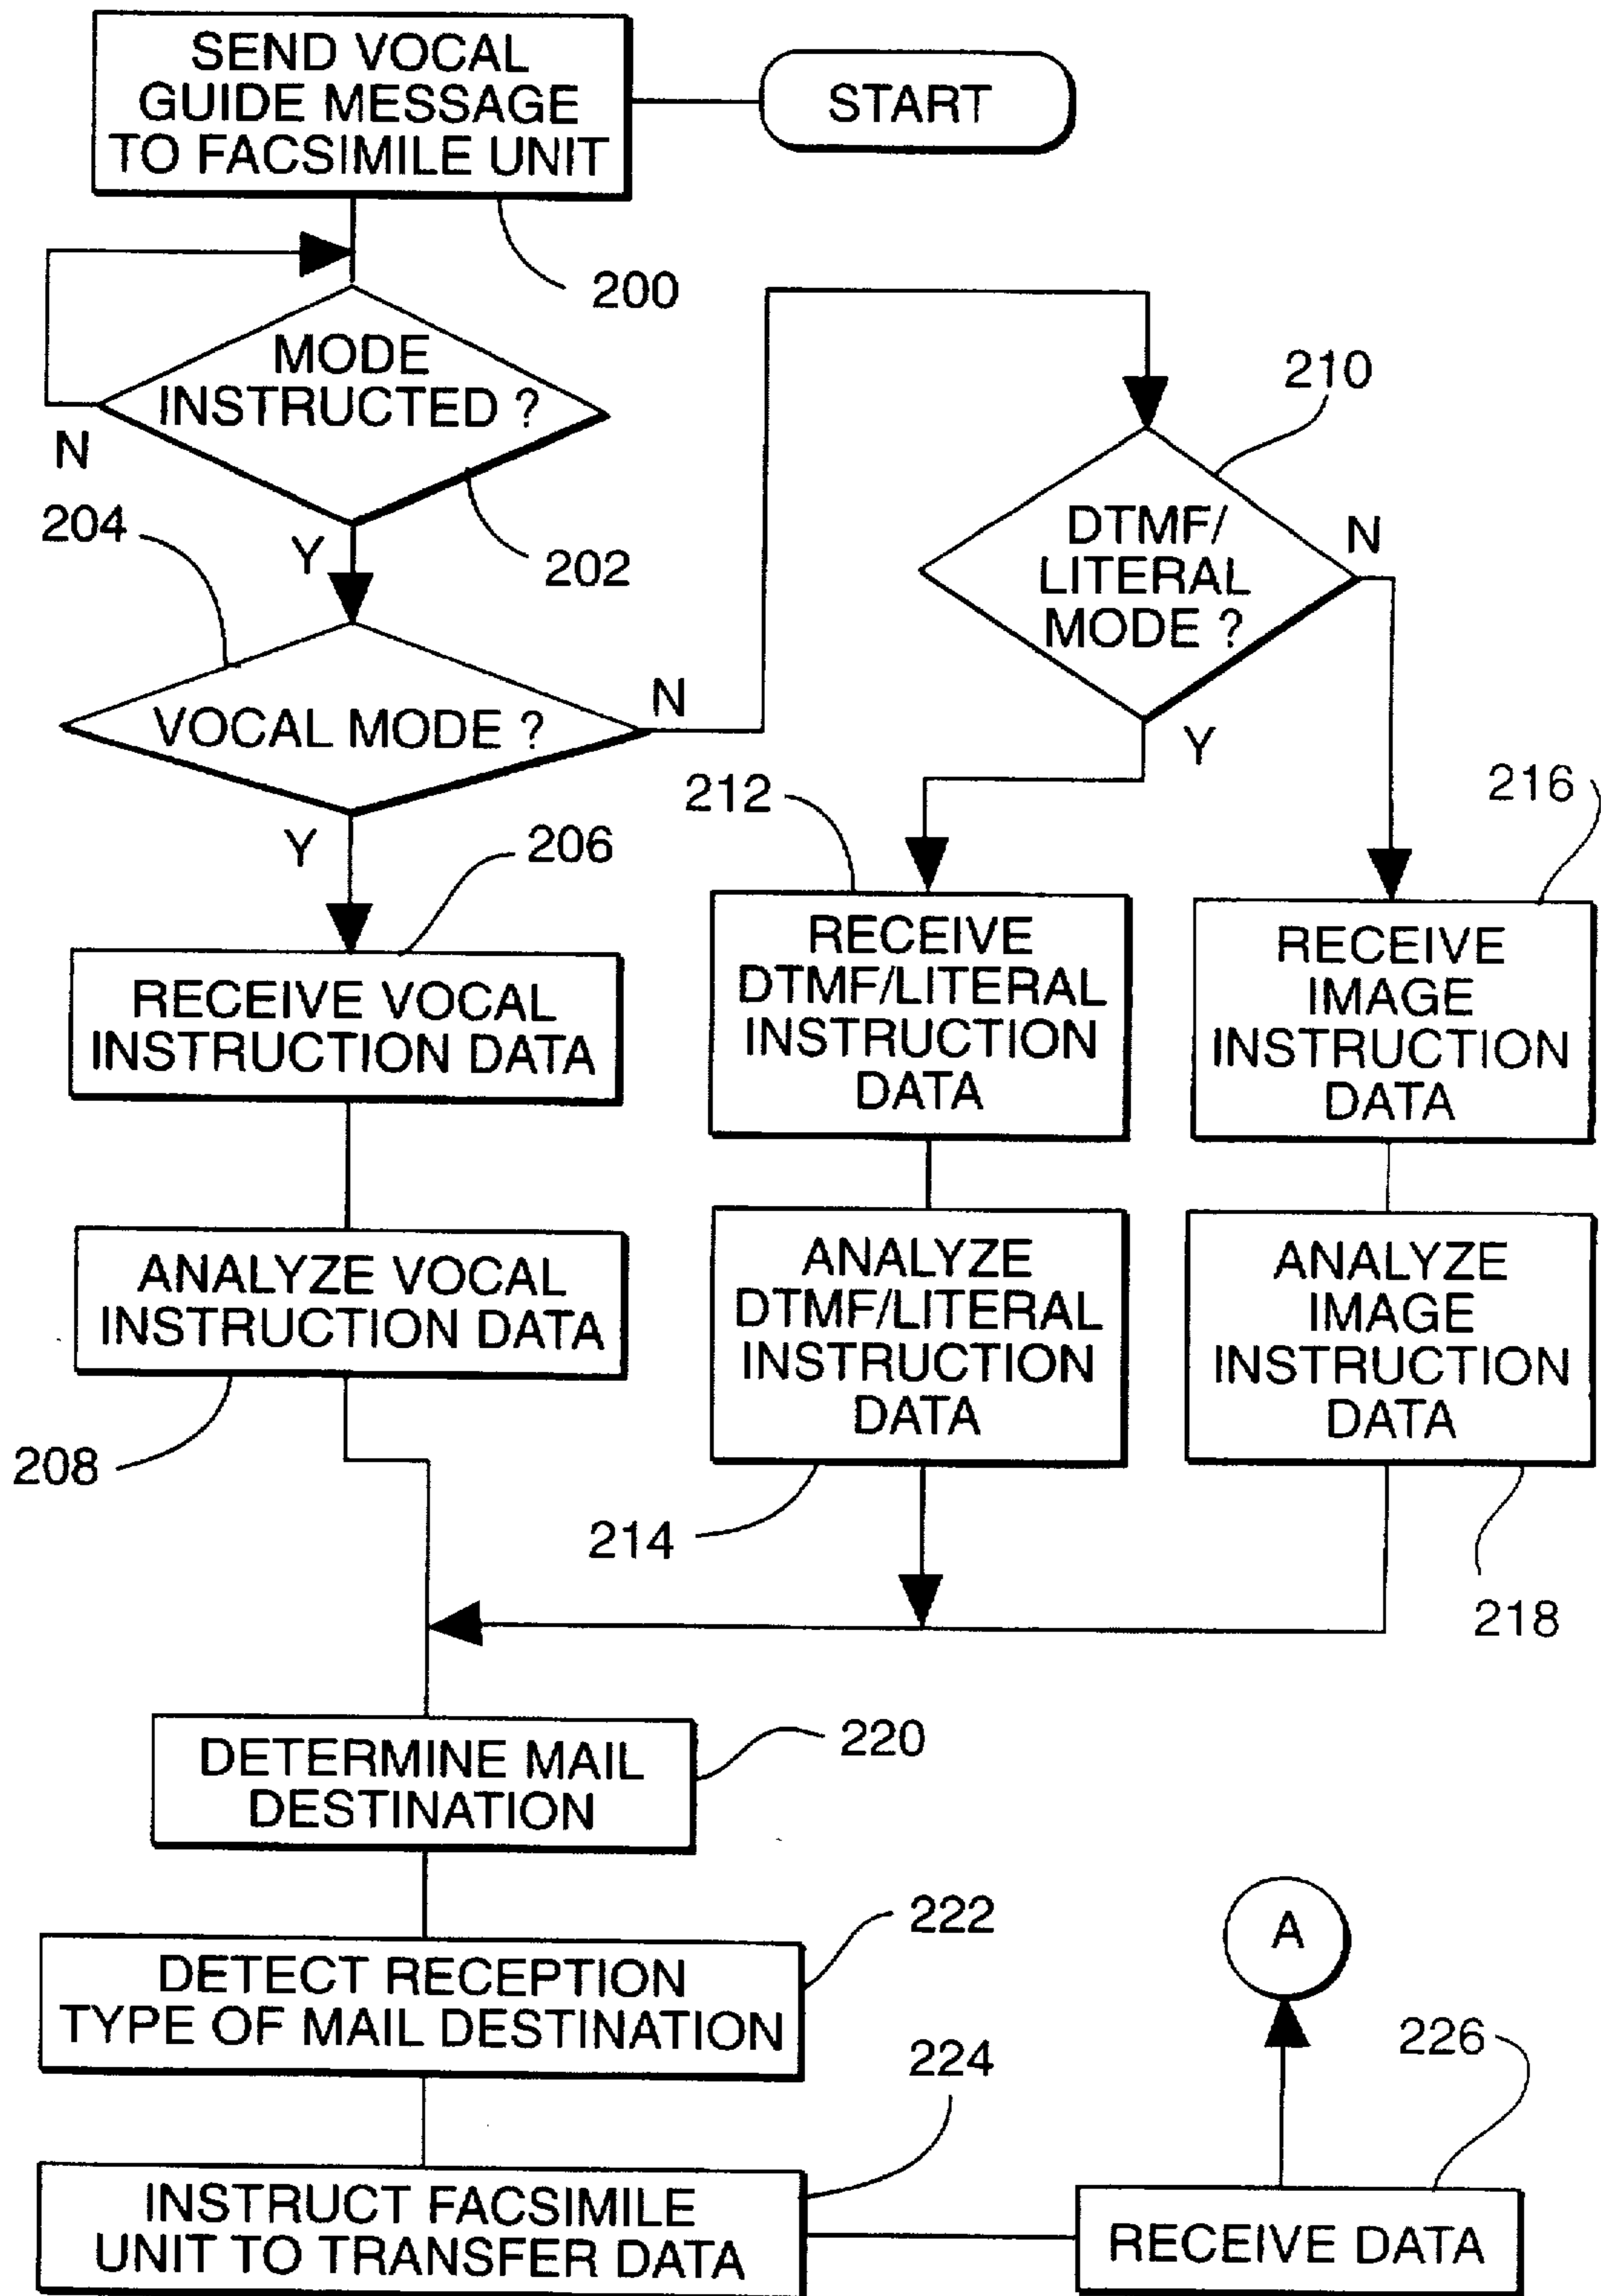 SEND VOCAL
GUIDE MESSAGE
TO FACSIMILE UNIT
START
200
MODE
INSTRUCTED ?
N
Y
202
204
VOCAL MODE ?
N
Y
206
RECEIVE VOCAL
INSTRUCTION DATA
ANALYZE VOCAL
INSTRUCTION DATA
208
210
DTMF/
LITERAL
MODE ?
N
Y
212
RECEIVE
DTMF/LITERAL
INSTRUCTION
DATA
ANALYZE
DTMF/LITERAL
INSTRUCTION
DATA
214
216
RECEIVE
IMAGE
INSTRUCTION
DATA
ANALYZE
IMAGE
INSTRUCTION
DATA
218
DETERMINE MAIL
DESTINATION
220
DETECT RECEPTION
TYPE OF MAIL DESTINATION
222
INSTRUCT FACSIMILE
UNIT TO TRANSFER DATA
224
RECEIVE DATA
226
A